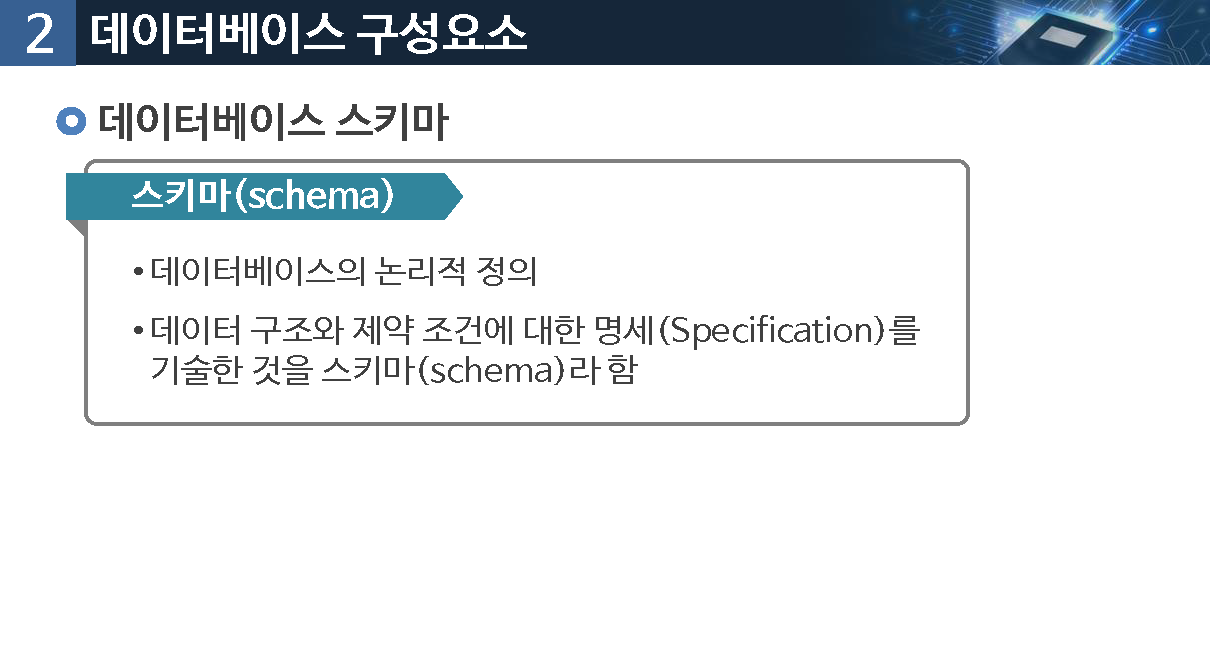 2 데이터베이스 구성요소
데이터베이스 스키마
스키마(schema)
•데이터베이스의 논리적 정의
•데이터 구조와 제약 조건에 대한 명세(Specification)를
기술한 것을 스키마(schema)라 함